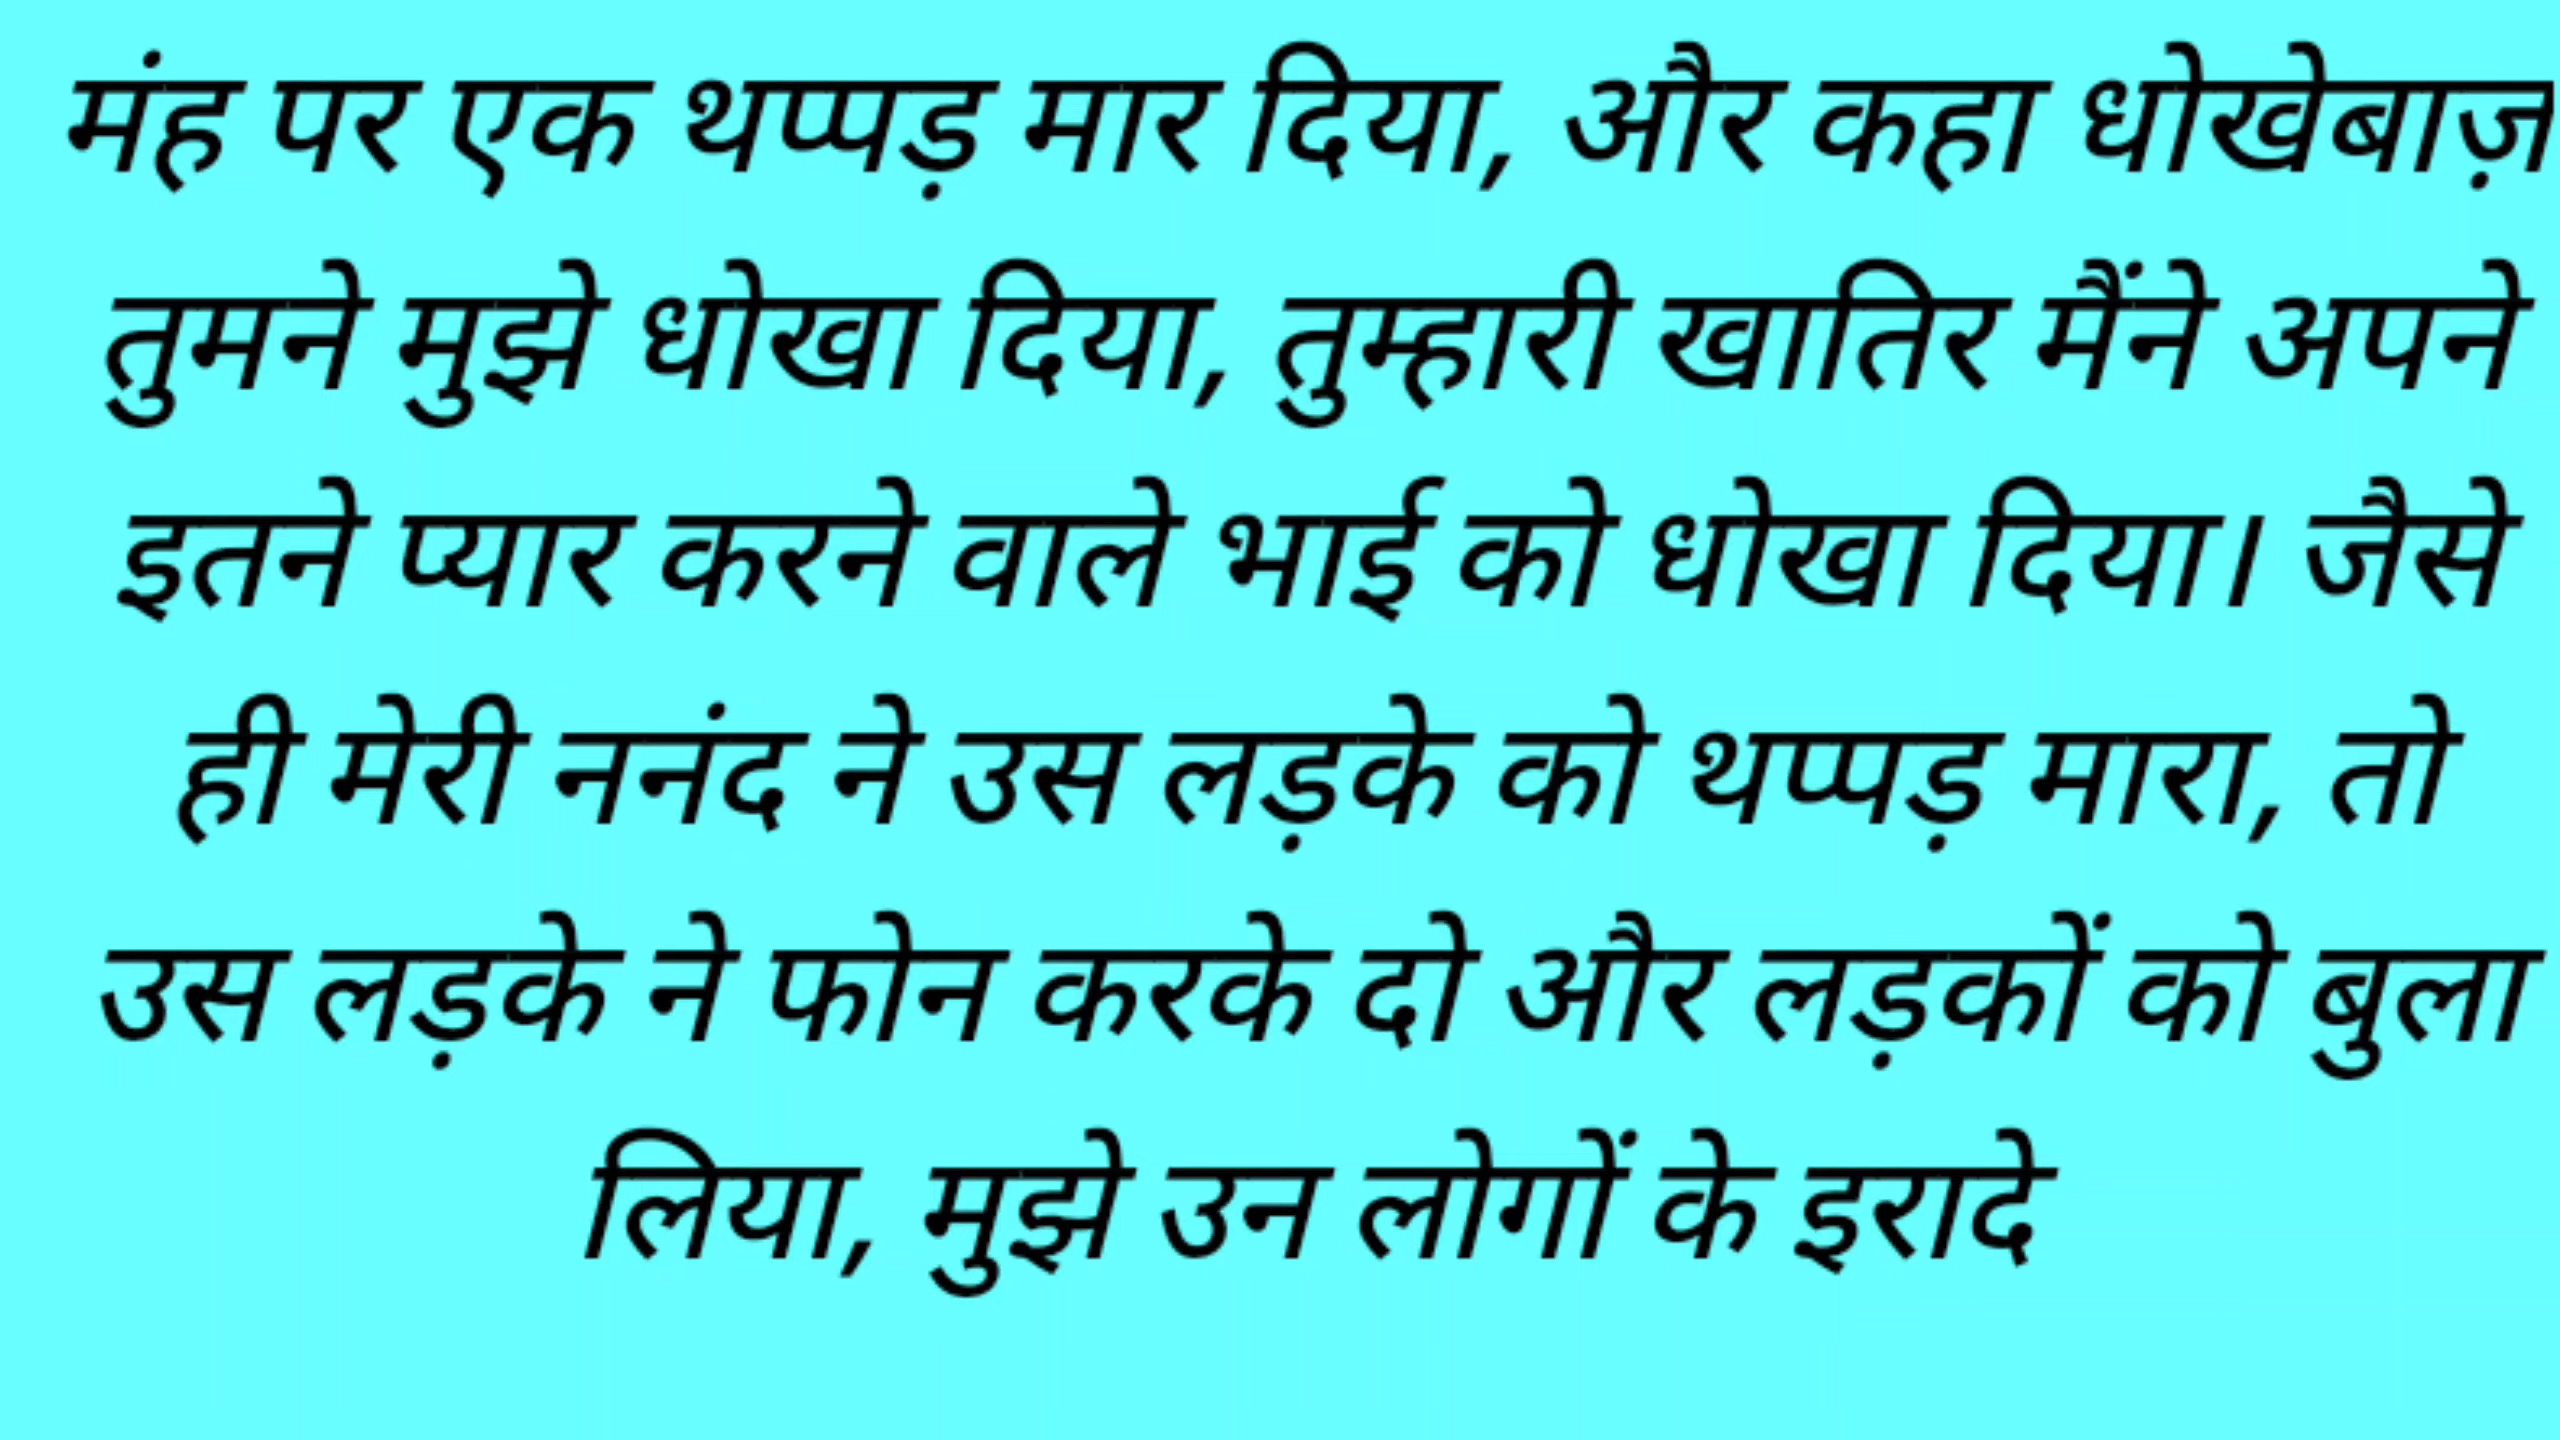 मंह पर एक थप्पड़ मार दिया, और कहा धोखेबाज़
तुमने मुझे धोखा दिया, तुम्हारी खातिर मैंने अपने
इतने प्यार करने वाले भाई को धोखा दिया। जैसे
ही मेरी ननंद ने उस लड़के को थप्पड़ मारा, तो
उस लड़के ने फोन करके दो और लड़कों को बुला
लिया, मुझे उन लोगों के इरादे